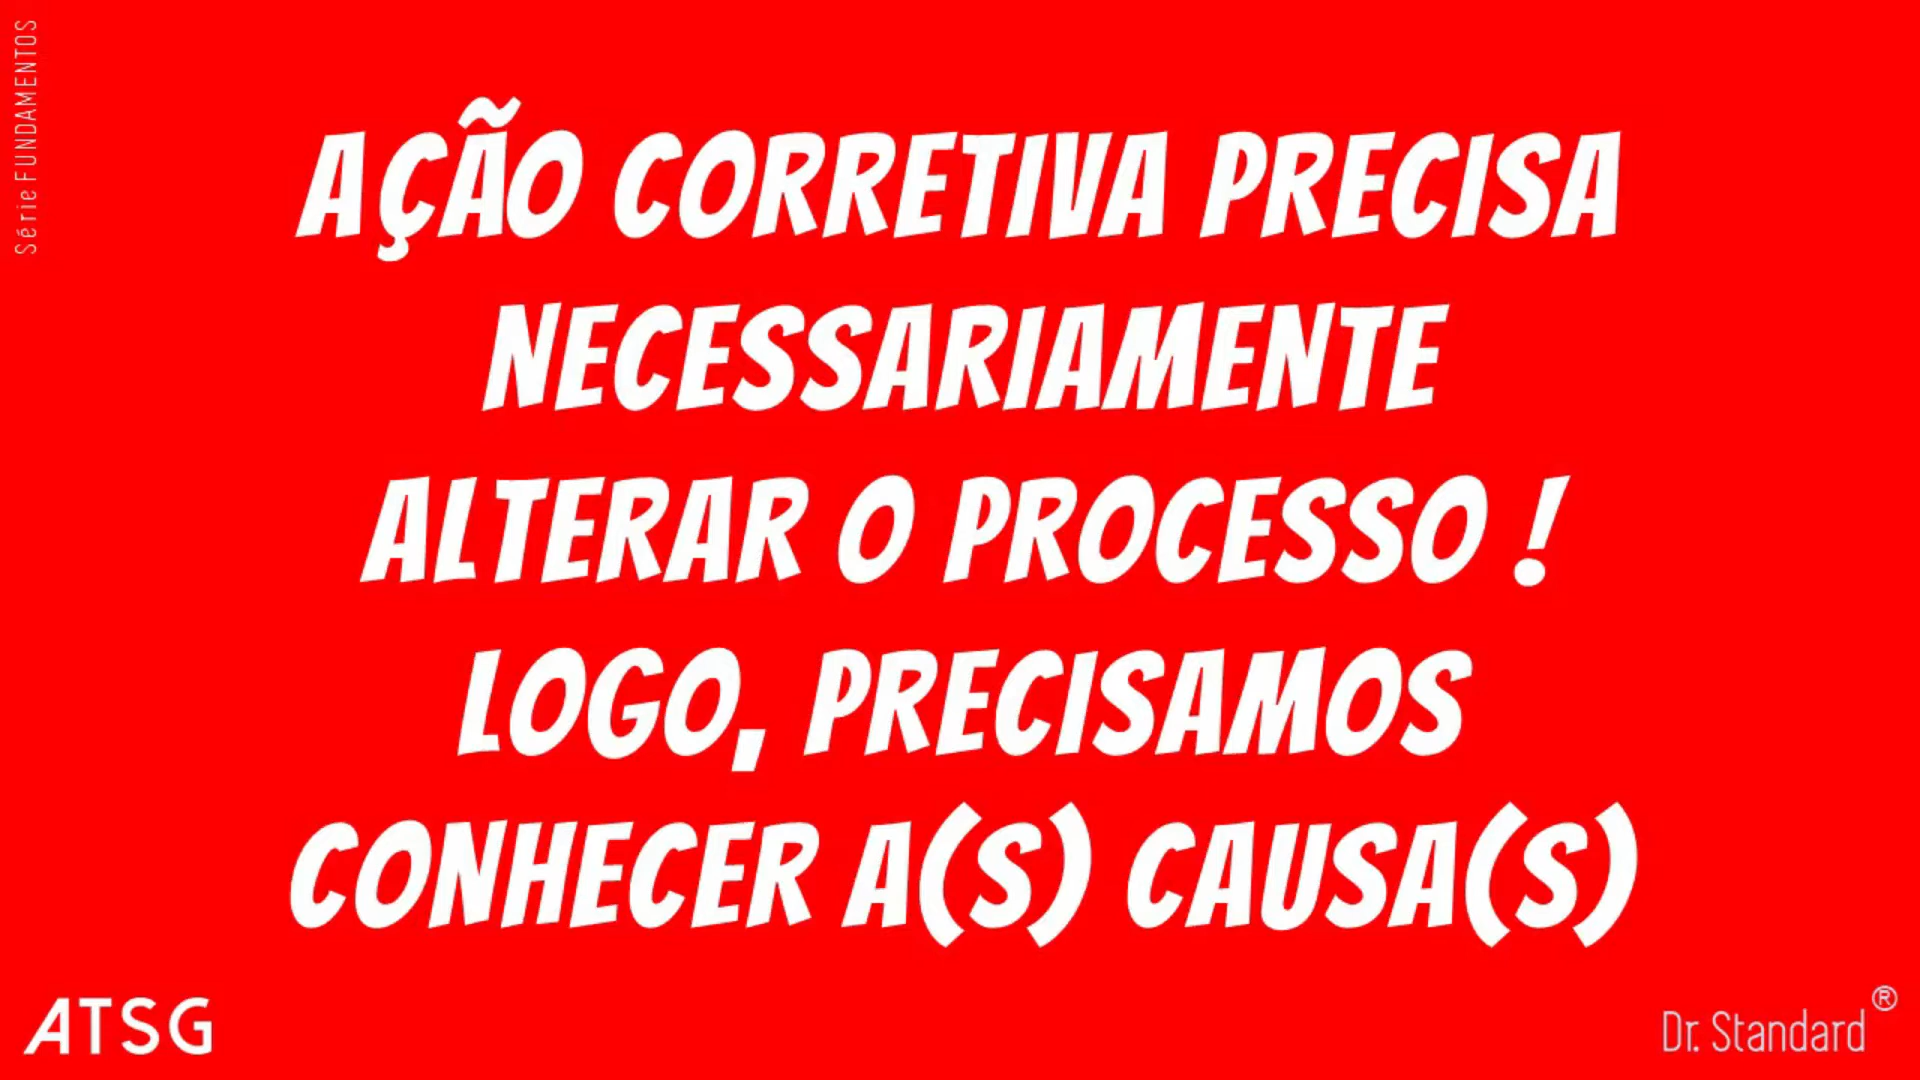 Série FUNDAMENTOS
AÇÃO CORRETIVA PRECISA
NECESSARIAMENTE
ALTERAR O PROCESSO !
LOGO, PRECISAMOS
CONHECER A(S) CAUSA(S)
ATSG
Dr. Standard ®